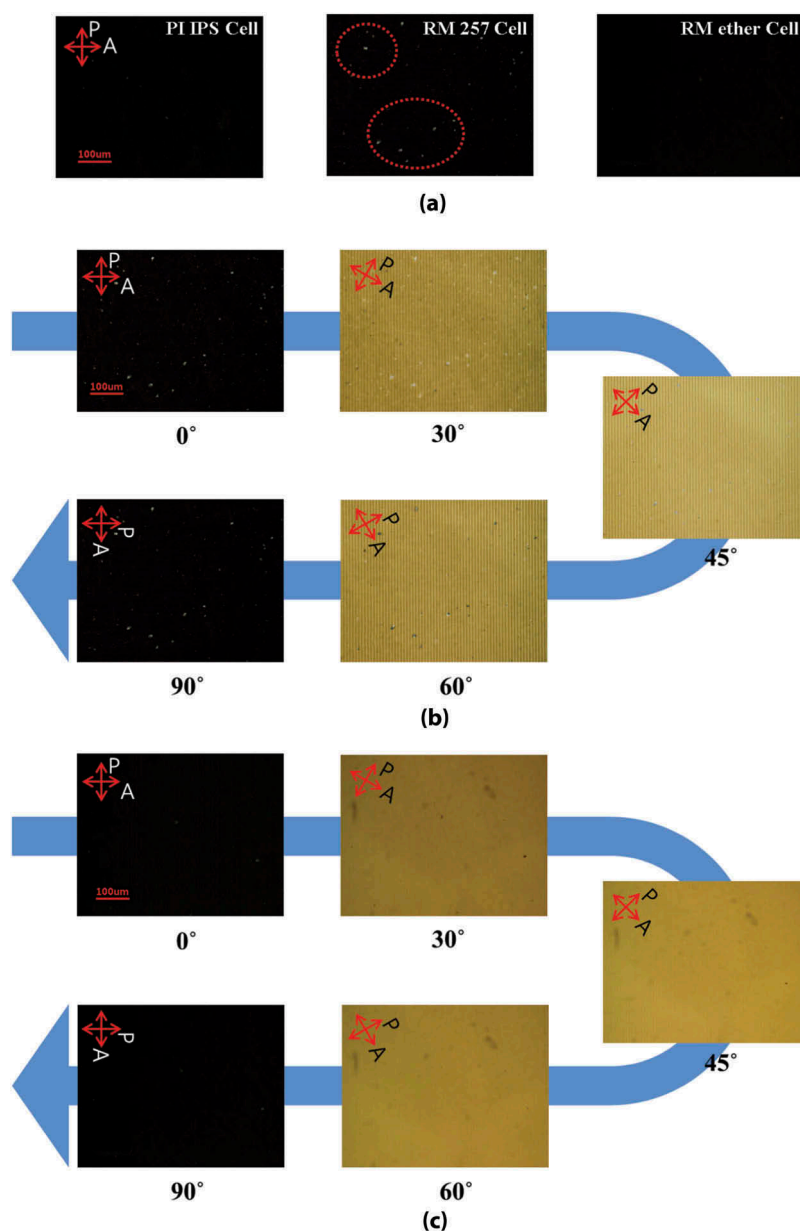 P
A
PI IPS Cell
100um
RM 257 Cell
RM ether Cell
(a)
P
A
100um
0°
P
A
30°
P
A
45°
P
A
90°
P
A
60°
(b)
P
A
100um
0°
P
A
30°
P
A
45°
P
A
90°
P
A
60°
(c)